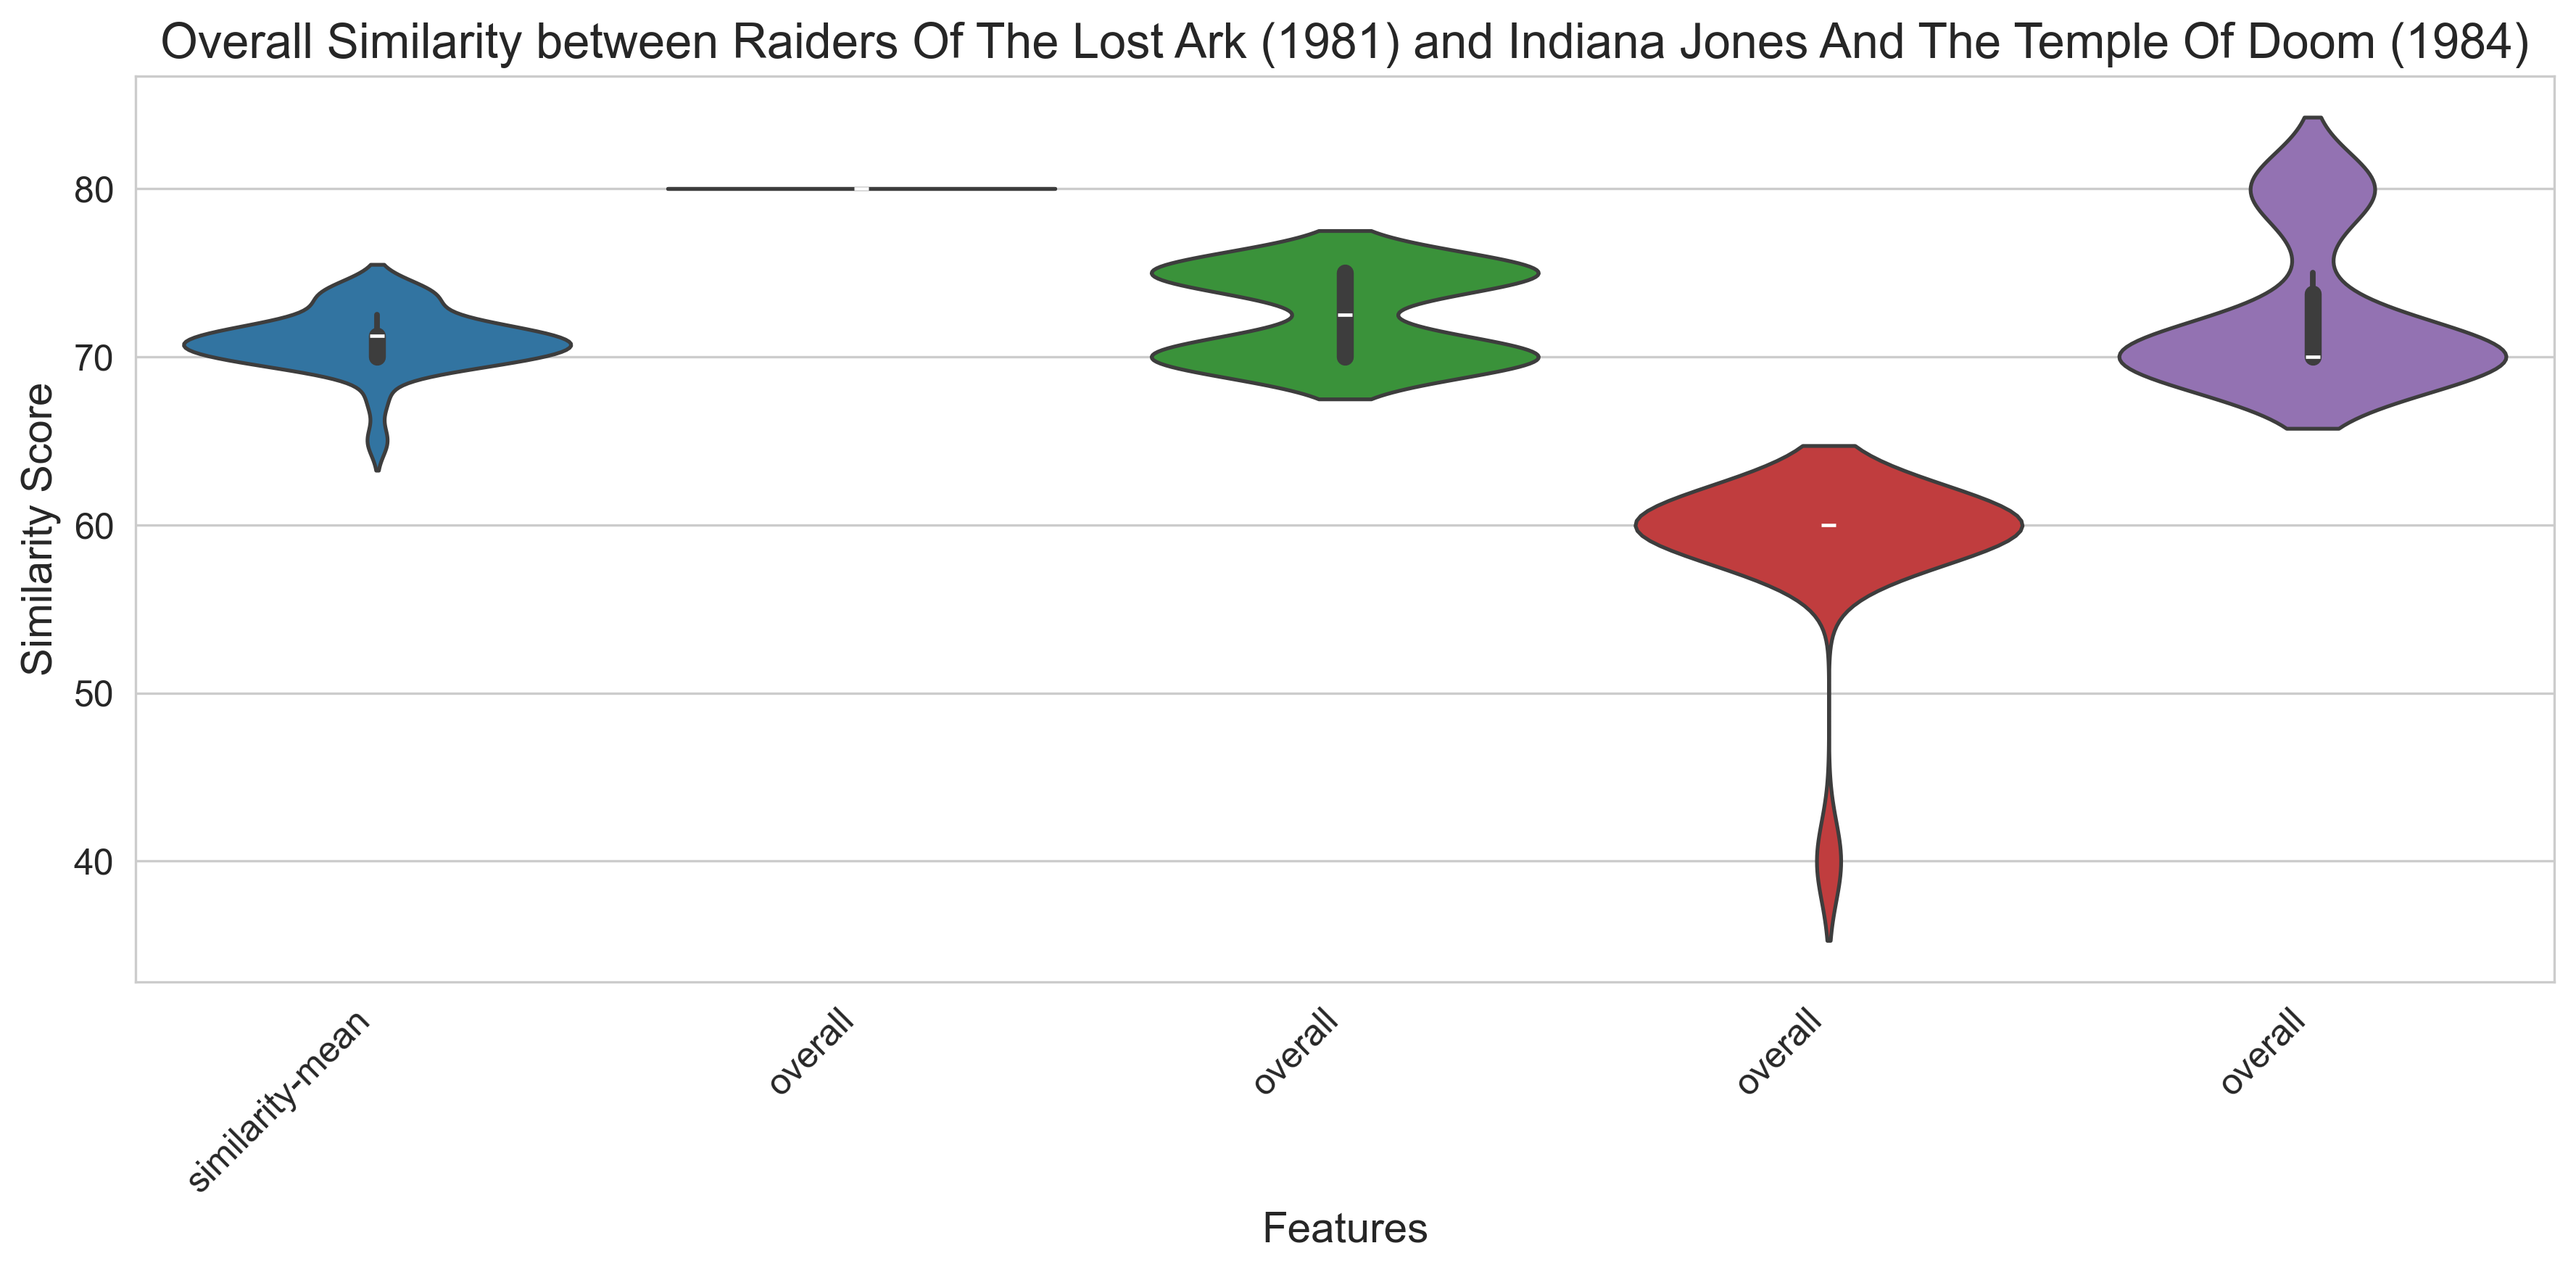 Overall Similarity between Raiders Of The Lost Ark (1981) and Indiana Jones And The Temple Of Doom (1984)
Similarity Score
80
70
60
50
40
similarity-mean
overall
overall
overall
overall
Features